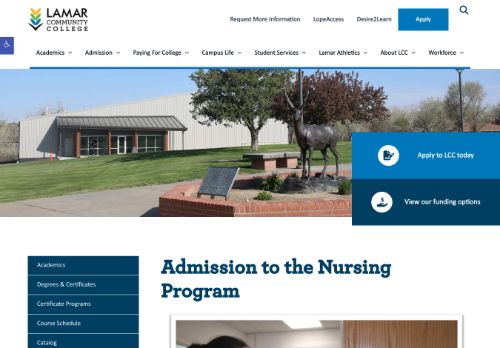 LAMAR
COMMUNITY
COLLEGE
Request More Information
LopeAccess
Desire2Learn
Apply
Academics
Admission
Paying For College
Campus Life
Student Services
Lamar Athletics
About LCC
Workforce
Apply to LCC today
View our funding options
Academics
Degrees & Certificates
Certificate Programs
Course Schedule
Catalog
Admission to the Nursing
Program